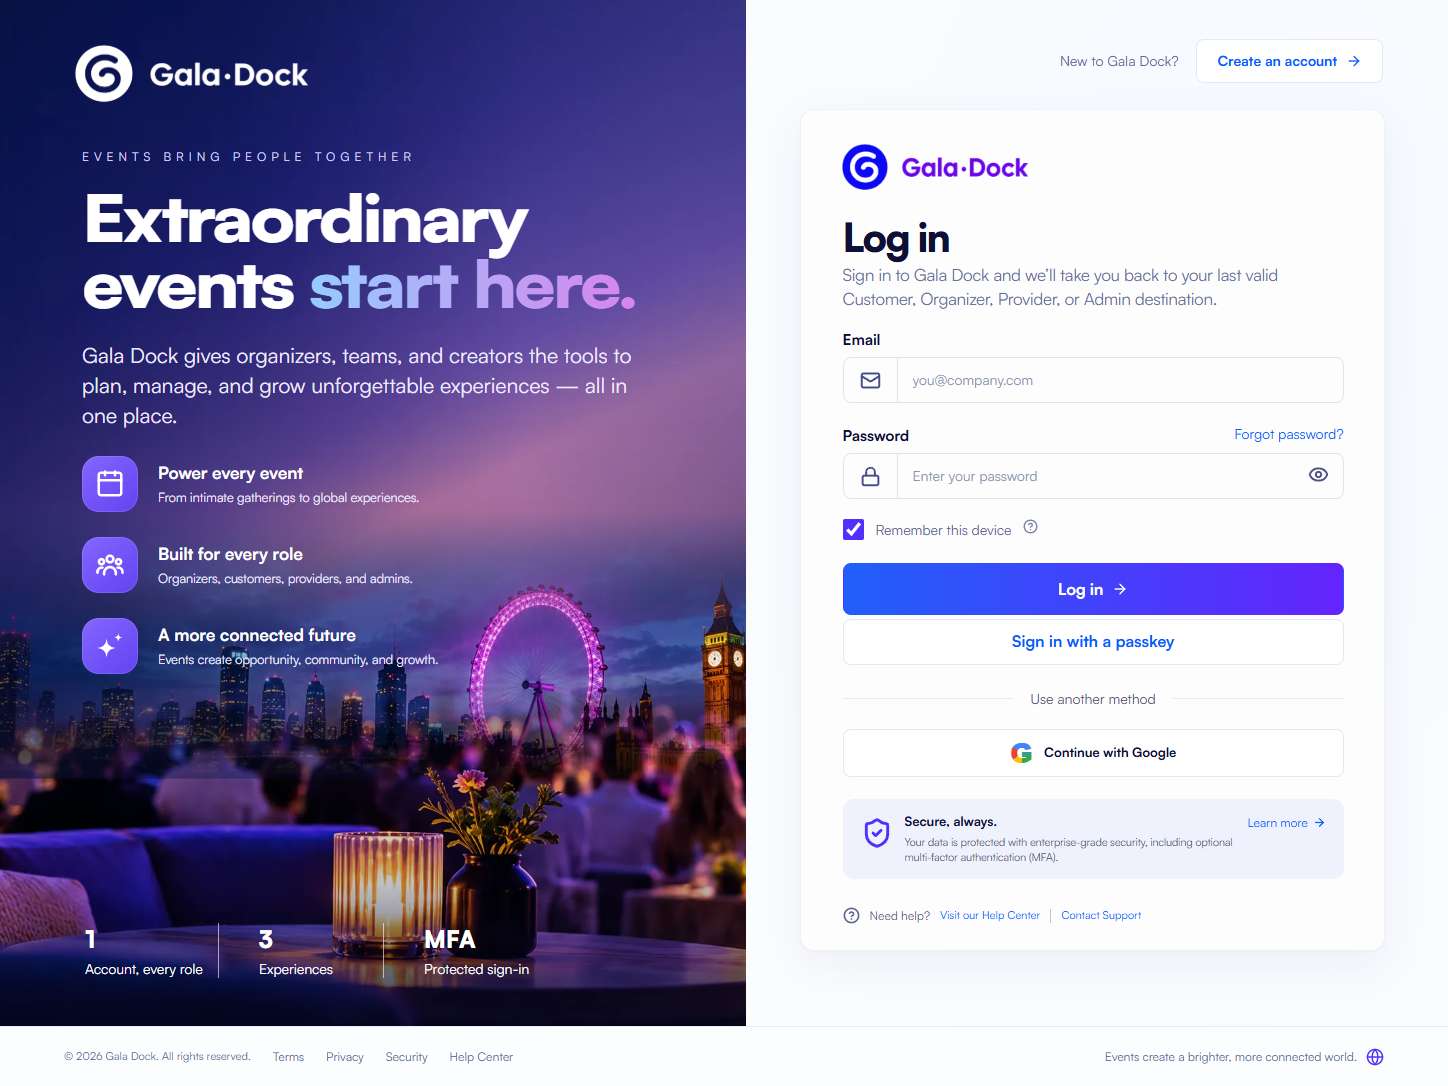 Gala·Dock
EVENTS BRING PEOPLE TOGETHER
Extraordinary
events start here.
Gala Dock gives organizers, teams, and creators the tools to
plan, manage, and grow unforgettable experiences — all in
one place.
Power every event
From intimate gatherings to global experiences.
Built for every role
Organizers, customers, providers, and admins.
A more connected future
Events create opportunity, community, and growth.
1
Account, every role
3
Experiences
MFA
Protected sign-in
New to Gala Dock?
Create an account
Gala·Dock
Log in
Sign in to Gala Dock and we'll take you back to your last valid
Customer, Organizer, Provider, or Admin destination.
Email
you@company.com
Password
Forgot password?
Enter your password
Remember this device
Log in
Sign in with a passkey
Use another method
Continue with Google
Secure, always.
Learn more
Your data is protected with enterprise-grade security, including optional
multi-factor authentication (MFA).
Need help? Visit our Help Center | Contact Support
© 2026 Gala Dock. All rights reserved. Terms Privacy Security Help Center
Events create a brighter, more connected world.